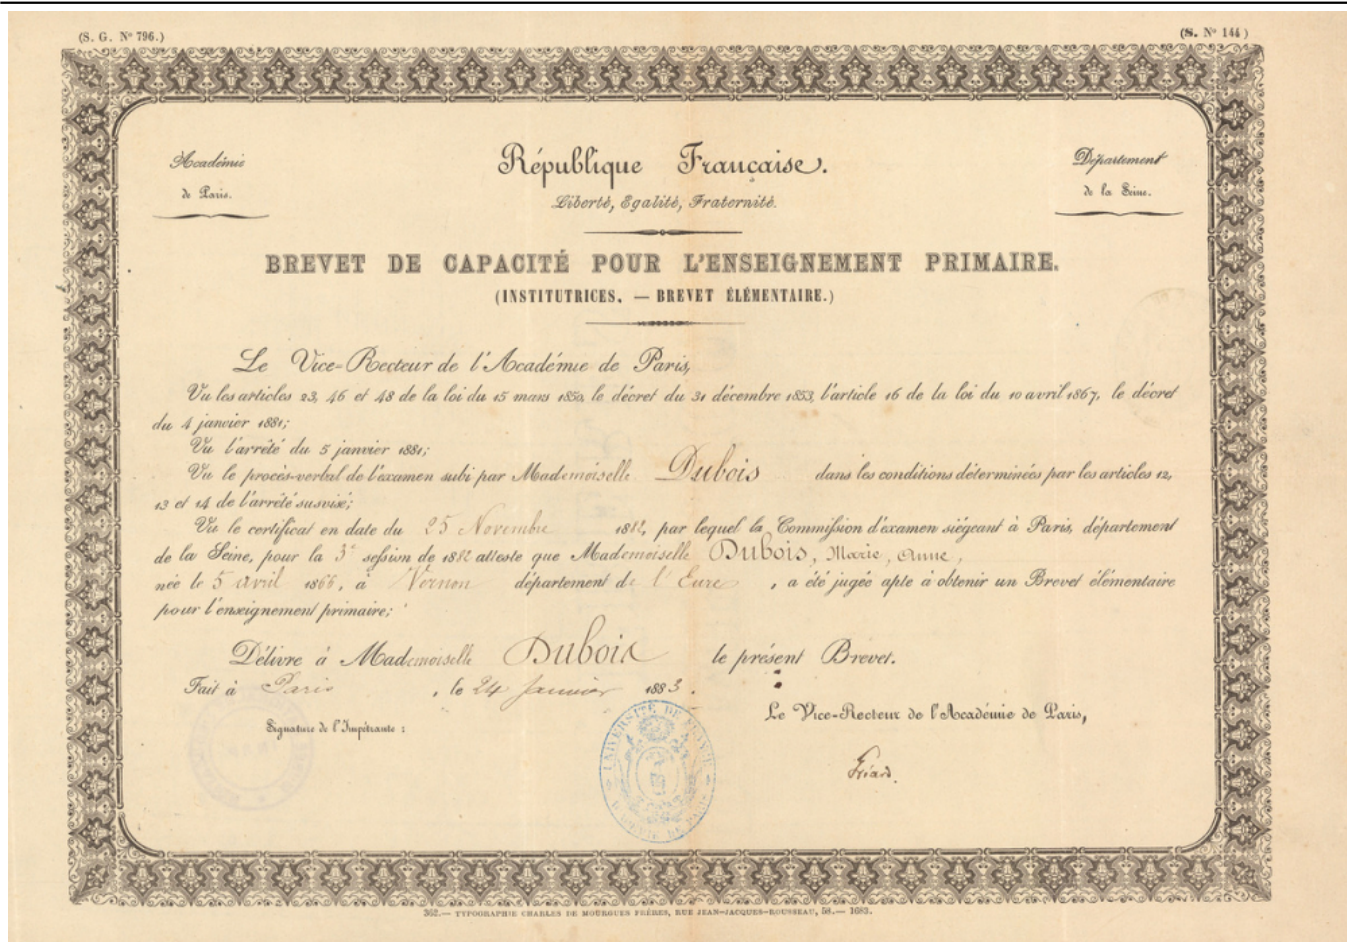 (S. G. Nº 796.)
(S. Nº 144)
Académie
de Paris.
République Française.
Liberté, Egalité, Fraternité.
Département
de la Seine.
BREVET DE CAPACITÉ POUR L'ENSEIGNEMENT PRIMAIRE.
(INSTITUTRICES. — BREVET ÉLÉMENTAIRE.)
Le Vice-Recteur de l'Académie de Paris,
Vu les articles 23, 46 et 48 de la loi du 15 mars 1850, le décret du 31 décembre 1853, l'article 16 de la loi du 10 avril 1867, le décret
du 4 janvier 1881;
Vu l'arrêté du 5 janvier 1881;
Vu le procès-verbal de l'examen subi par Mademoiselle Dubois dans les conditions déterminées par les articles 12,
13 et 14 de l'arrêté susvisé;
Vu le certificat en date du 25 Novembre 1882, par lequel la Commission d'examen siégeant à Paris, département
de la Seine, pour la 3e session de 1882 atteste que Mademoiselle Dubois, Marie, Anne,
née le 5 avril 1866, à Vernon département de l'Eure, a été jugée apte à obtenir un Brevet élémentaire
pour l'enseignement primaire;
Délivre à Mademoiselle Dubois le présent Brevet.
Fait à Paris, le 24 Janvier 1883.
Signature de l'Impétrante :
Le Vice-Recteur de l'Académie de Paris,
UNIVERSITÉ DE FRANCE
DE PARIS
362.— TYPOGRAPHIE CHARLES DE MOURGUES FRÈRES, RUE JEAN-JACQUES-ROUSSEAU, 58.— 1683.